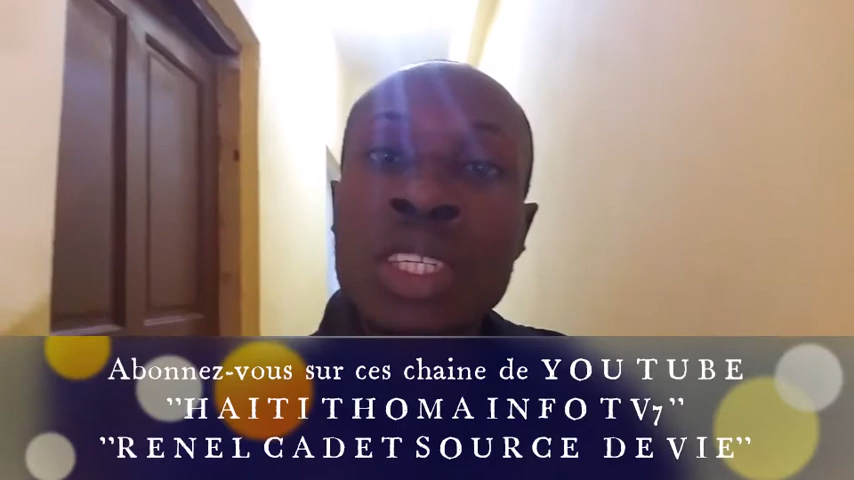 Abonnez-vous sur ces chaine de YOUTUBE
"HAITI THOMA INFO TV7"
"RENEL CADET SOURCE DE VIE"